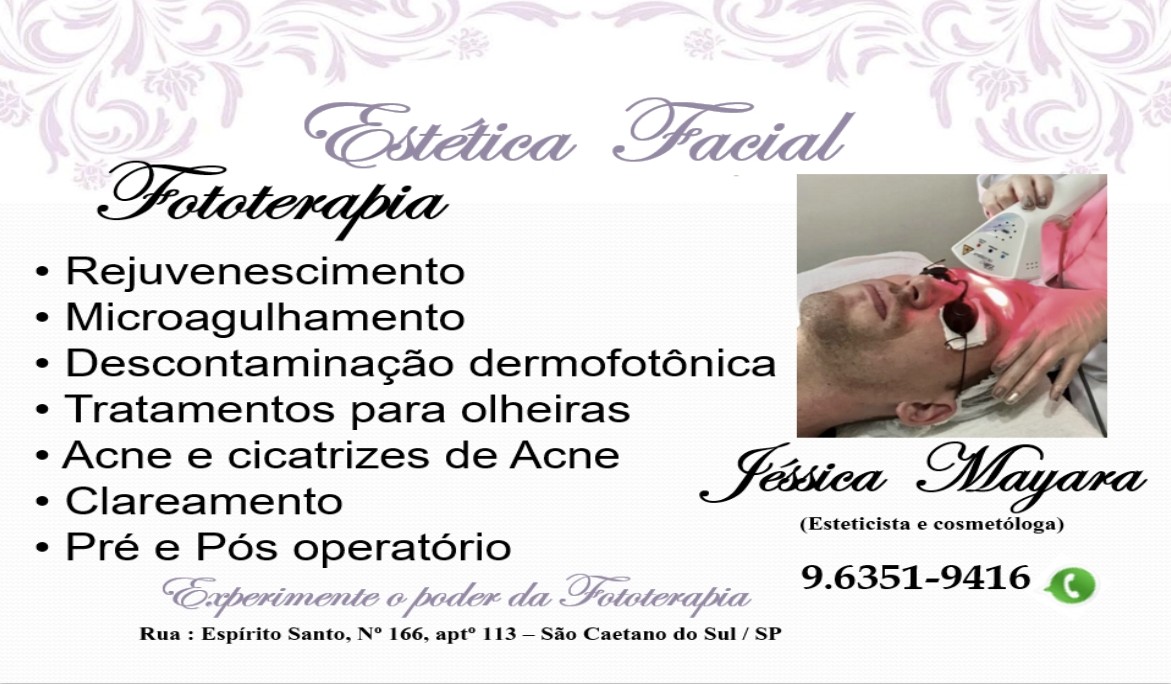 Estética Facial
Fototerapia
• Rejuvenescimento
• Microagulhamento
• Descontaminação dermofotônica
• Tratamentos para olheiras
• Acne e cicatrizes de Acne
• Clareamento
• Pré e Pós operatório
Experimente o poder da Fototerapia
Rua : Espírito Santo, Nº 166, aptº 113 – São Caetano do Sul / SP
Jéssica Mayara
(Esteticista e cosmetóloga)
9.6351-9416